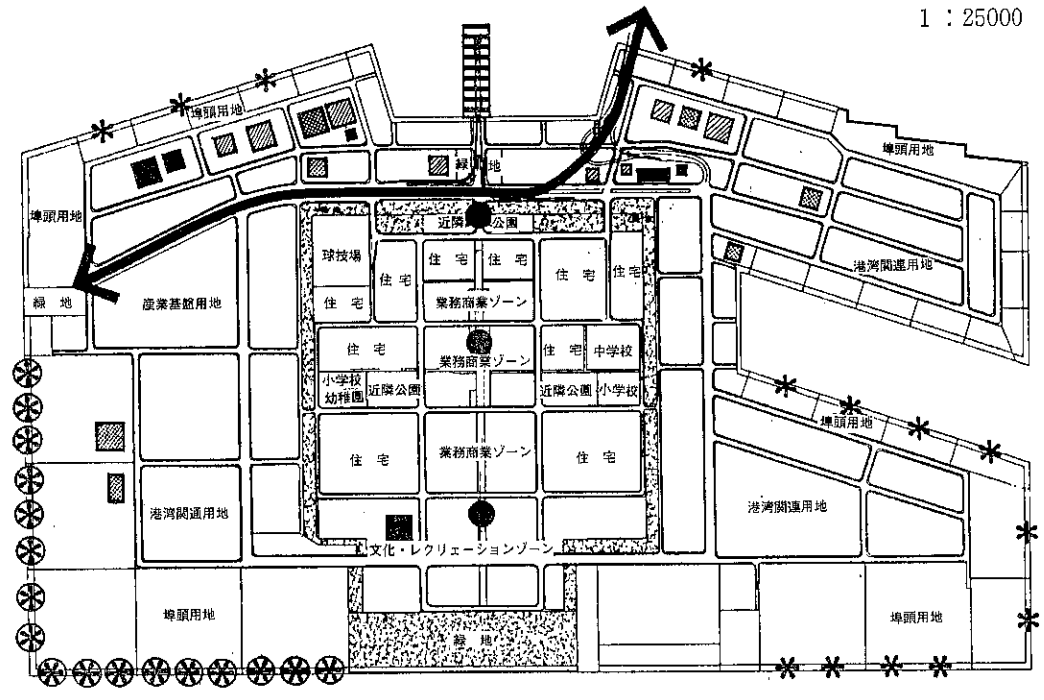 1 : 25000
埠頭用地
埠頭用地
緑 地
埠頭用地
近隣 公園
球技場
住 宅
住 宅
住 宅
住 宅
住宅
港湾関連用地
緑 地
産業基盤用地
住 宅
業務商業ゾーン
住 宅
業務商業ゾーン
住 宅
中学校
小学校
幼稚園
近隣公園
近隣公園
小学校
埠頭用地
住 宅
業務商業ゾーン
住 宅
港湾関連用地
港湾関連用地
文化・レクリェーションゾーン
埠頭用地
緑 地
埠頭用地